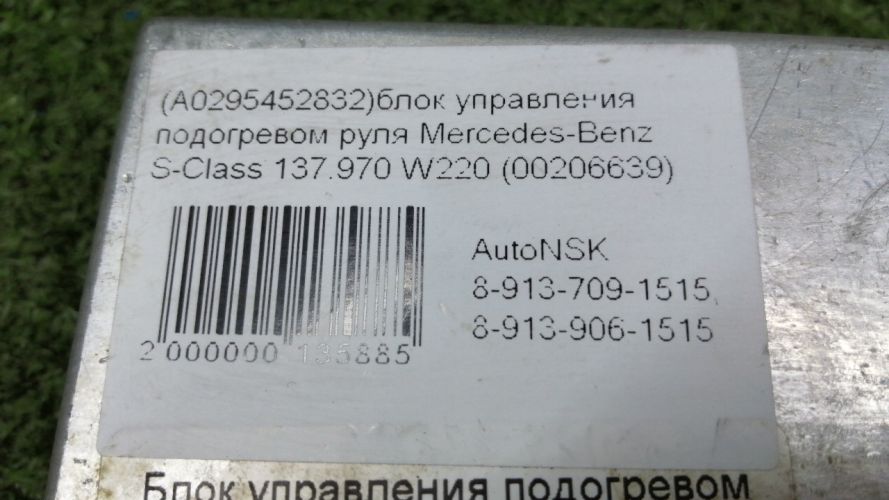 (A0295452832)блок управления
подогревом руля Mercedes-Benz
S-Class 137.970 W220 (00206639)
AutoNSK
8-913-709-1515,
8-913-906-1515
2 000000 135885
Блок управления подогревом